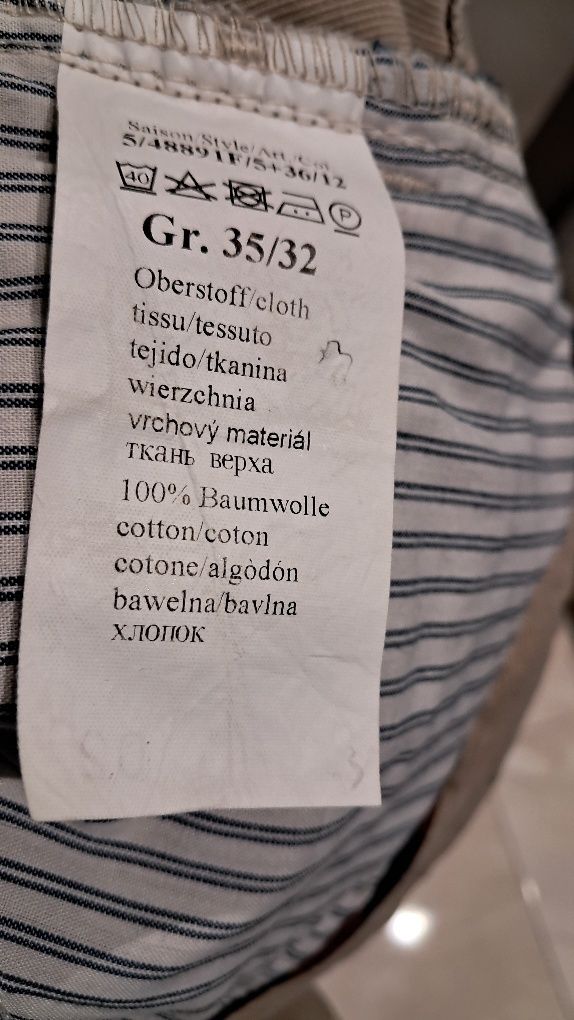 Saison/Style/Art./Col.
5/48891F/5+36/12
40 P
Gr. 35/32
Oberstoff/cloth
tissu/tessuto
tejido/tkanina
wierzchnia
vrchový materiál
ткань верха
100% Baumwolle
cotton/coton
cotone/algòdón
bawelna/bavlna
хлопок